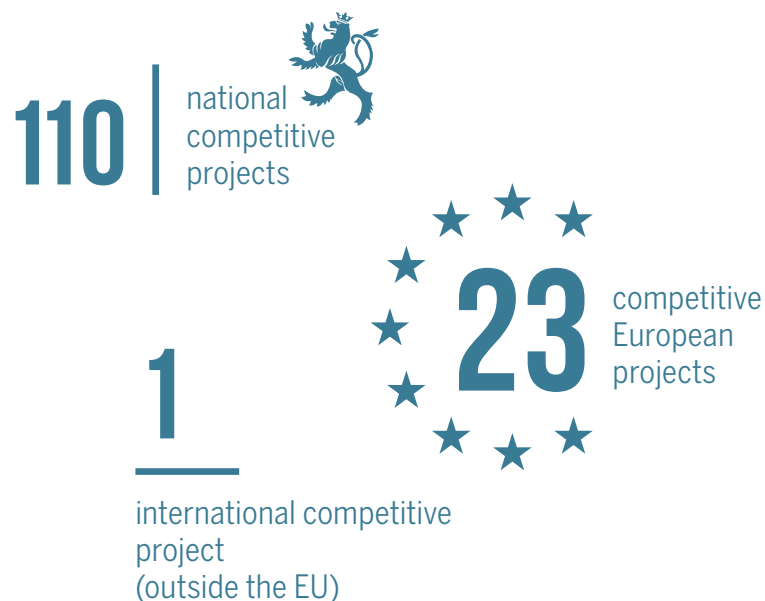 110
national
competitive
projects
23
competitive
European
projects
1
international competitive
project
(outside the EU)